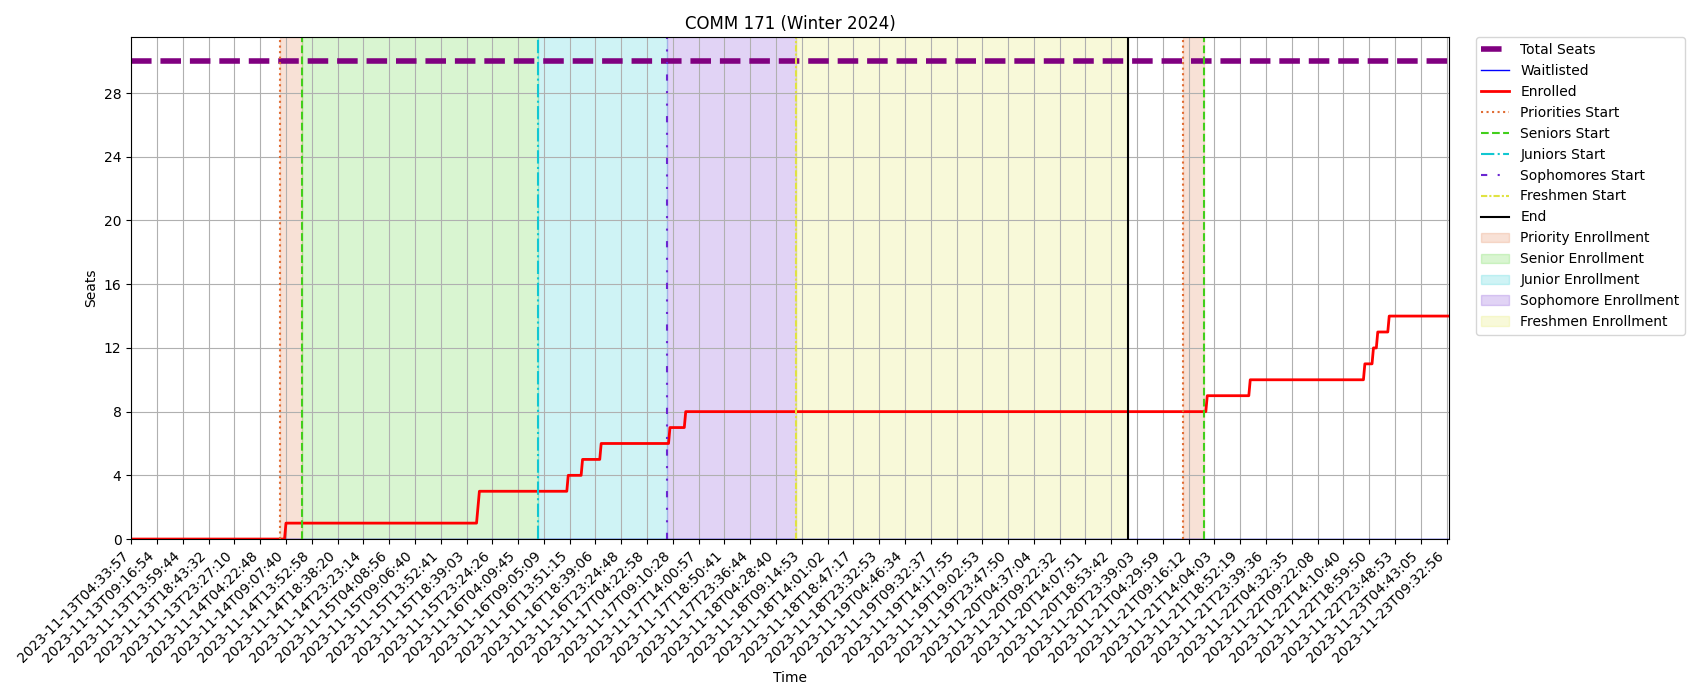 COMM 171 (Winter 2024)
Seats
28
24
20
16
12
8
4
0
2023-11-13T04:33:57
2023-11-13T09:16:54
2023-11-13T13:59:44
2023-11-13T18:43:32
2023-11-13T23:27:10
2023-11-14T04:22:48
2023-11-14T09:07:40
2023-11-14T13:52:58
2023-11-14T18:38:20
2023-11-14T23:23:14
2023-11-15T04:08:56
2023-11-15T09:06:40
2023-11-15T13:52:41
2023-11-15T18:39:03
2023-11-15T23:24:26
2023-11-16T04:09:45
2023-11-16T09:05:09
2023-11-16T13:51:15
2023-11-16T18:39:06
2023-11-16T23:24:48
2023-11-17T04:22:58
2023-11-17T09:10:28
2023-11-17T14:00:57
2023-11-17T18:50:41
2023-11-17T23:36:44
2023-11-18T04:28:40
2023-11-18T09:14:53
2023-11-18T14:01:02
2023-11-18T18:47:17
2023-11-18T23:32:53
2023-11-19T04:46:34
2023-11-19T09:32:37
2023-11-19T14:17:55
2023-11-19T19:02:53
2023-11-19T23:47:50
2023-11-20T04:37:04
2023-11-20T09:22:32
2023-11-20T14:07:51
2023-11-20T18:53:42
2023-11-20T23:39:03
2023-11-21T04:29:59
2023-11-21T09:16:12
2023-11-21T14:04:03
2023-11-21T18:52:19
2023-11-21T23:39:36
2023-11-22T04:32:35
2023-11-22T09:22:08
2023-11-22T14:10:40
2023-11-22T18:59:50
2023-11-22T23:48:53
2023-11-23T04:43:05
2023-11-23T09:32:56
Time
Total Seats
Waitlisted
Enrolled
Priorities Start
Seniors Start
Juniors Start
Sophomores Start
Freshmen Start
End
Priority Enrollment
Senior Enrollment
Junior Enrollment
Sophomore Enrollment
Freshmen Enrollment